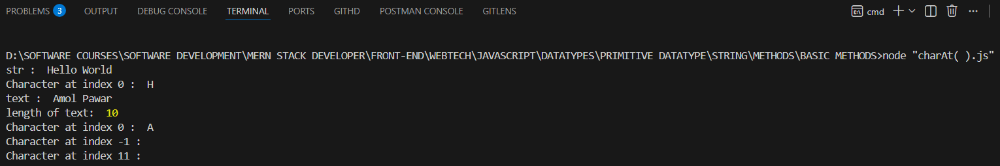 PROBLEMS 3 OUTPUT DEBUG CONSOLE TERMINAL PORTS GITHD POSTMAN CONSOLE GITLENS cmd
D:\SOFTWARE COURSES\SOFTWARE DEVELOPMENT\MERN STACK DEVELOPER\FRONT-END\WEBTECH\JAVASCRIPT\DATATYPES\PRIMITIVE DATATYPE\STRING\METHODS\BASIC METHODS>node "charAt( ).js"
str :  Hello World
Character at index 0 :  H
text :  Amol Pawar
length of text:  10
Character at index 0 :  A
Character at index -1 :
Character at index 11 :